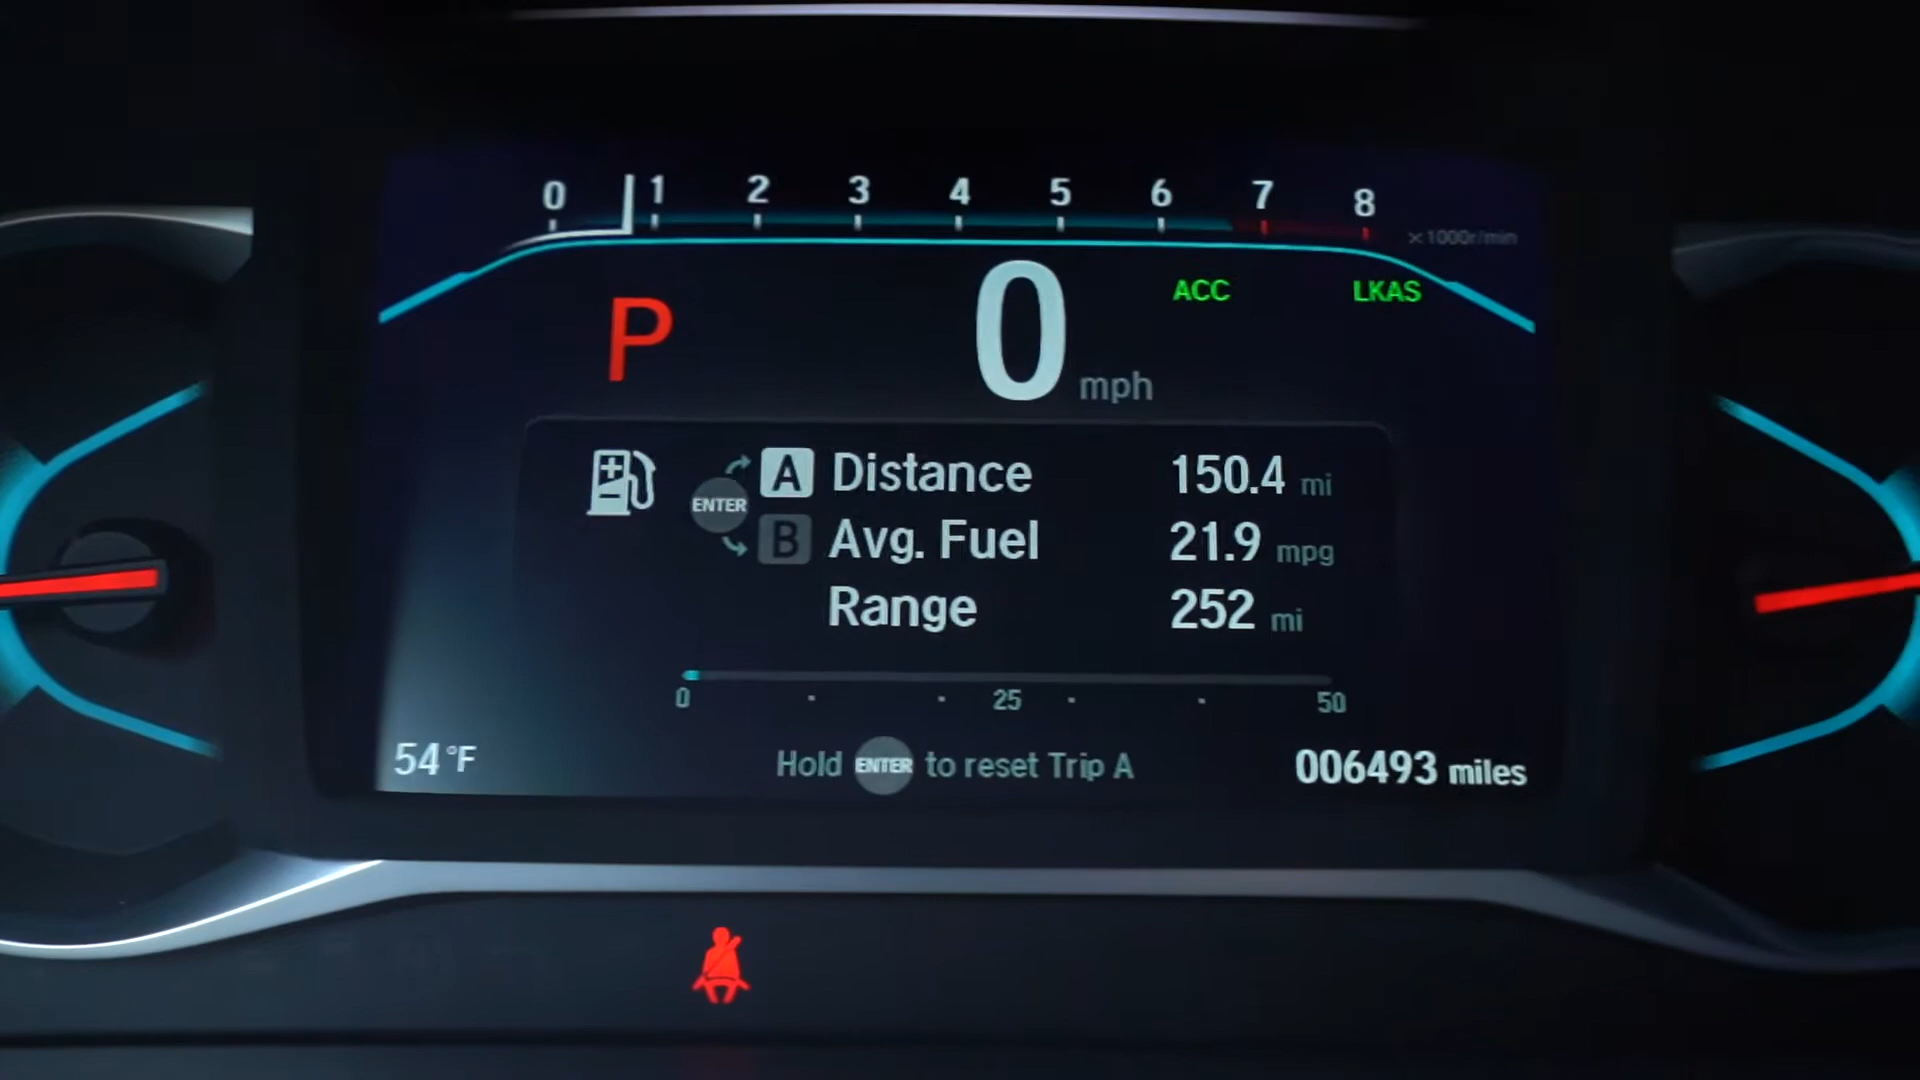 0 1 2 3 4 5 6 7 8
×1000r/min
P 0 mph ACC LKAS
A Distance 150.4 mi
ENTER
B Avg. Fuel 21.9 mpg
Range 252 mi
0 25 50
54°F Hold ENTER to reset Trip A 006493 miles